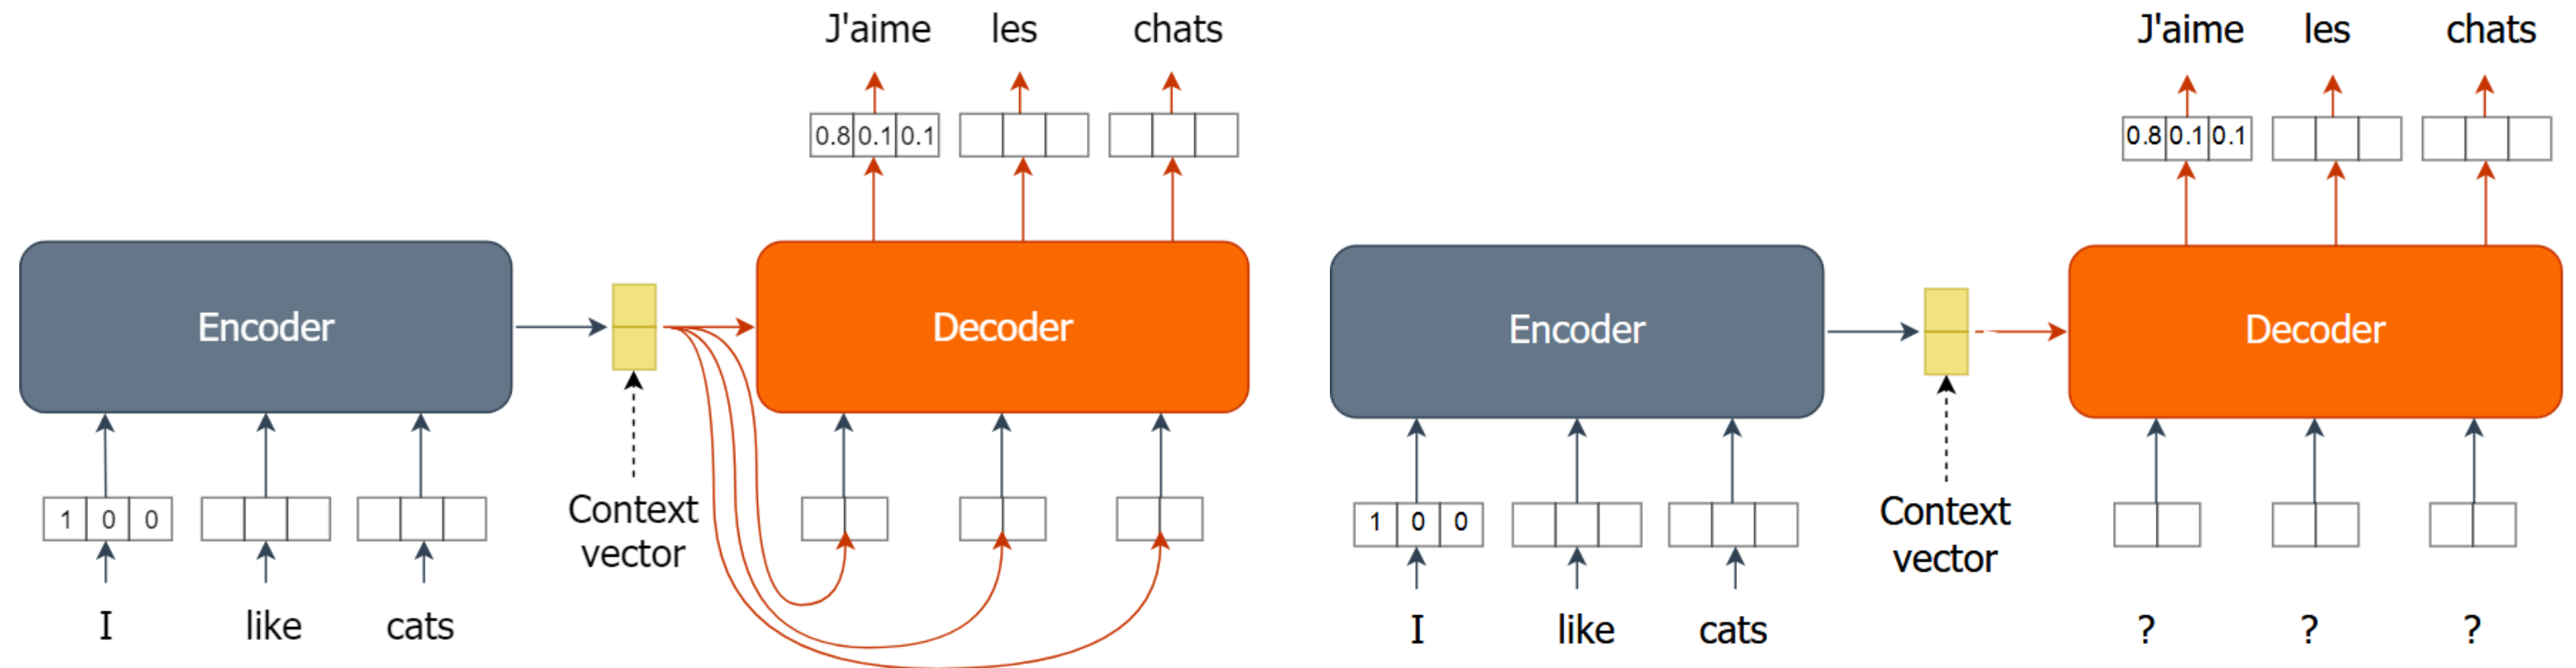 J'aime les chats
0.8 0.1 0.1
Encoder
Decoder
1 0 0
Context
vector
I like cats
J'aime les chats
0.8 0.1 0.1
Encoder
Decoder
1 0 0
Context
vector
I like cats
? ? ?